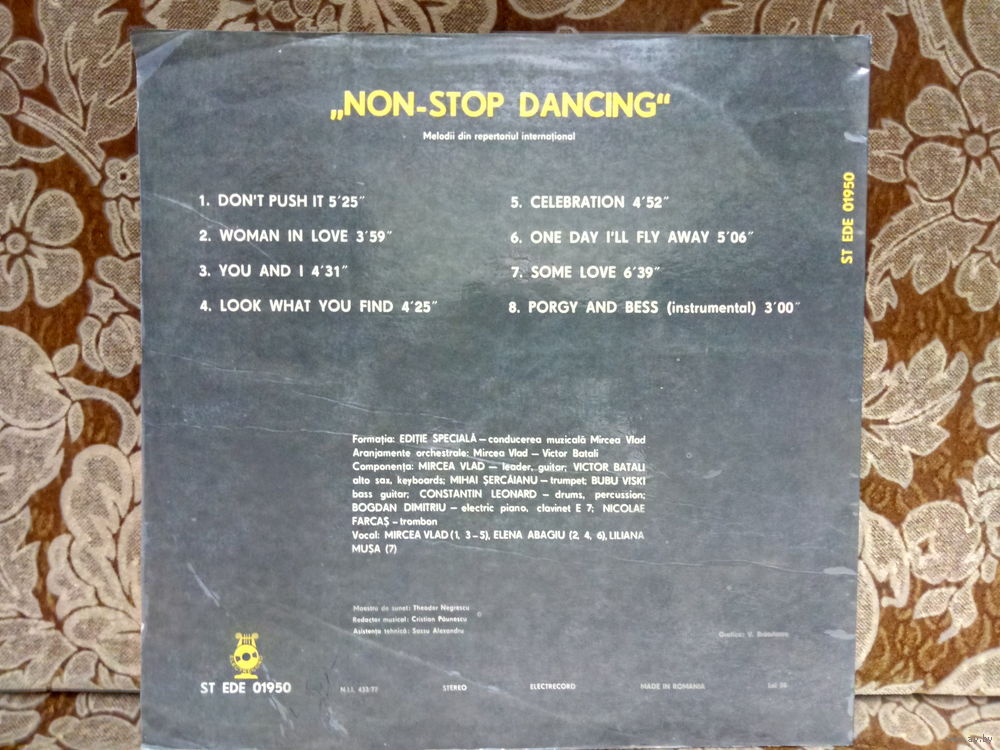 „NON-STOP DANCING“
Melodii din repertoriul internațional
1. DON'T PUSH IT 5′25″
2. WOMAN IN LOVE 3′59″
3. YOU AND I 4′31″
4. LOOK WHAT YOU FIND 4′25″
5. CELEBRATION 4′52″
6. ONE DAY I'LL FLY AWAY 5′06″
7. SOME LOVE 6′39″
8. PORGY AND BESS (instrumental) 3′00″
ST EDE 01950
Formația: EDIȚIE SPECIALĂ – conducerea muzicală Mircea Vlad
Aranjamente orchestrale: Mircea Vlad – Victor Batali
Componența: MIRCEA VLAD – leader, guitar; VICTOR BATALI
alto sax, keyboards; MIHAI ȘERCĂIANU – trumpet; BUBU VISKI
bass guitar; CONSTANTIN LEONARD – drums, percussion;
BOGDAN DIMITRIU – electric piano, clavinet E 7; NICOLAE
FARCAȘ – trombon
Vocal: MIRCEA VLAD (1, 3–5), ELENA ABAGIU (2, 4, 6), LILIANA
MUȘA (7)
Maestru de sunet: Theodor Negrescu
Redactor muzical: Cristian Păunescu
Asistența tehnică: Sassu Alexandru
Grafica: V.
ST EDE 01950
N.I.I. 433/77
STEREO
ELECTRECORD
MADE IN ROMANIA
Lei
av.by